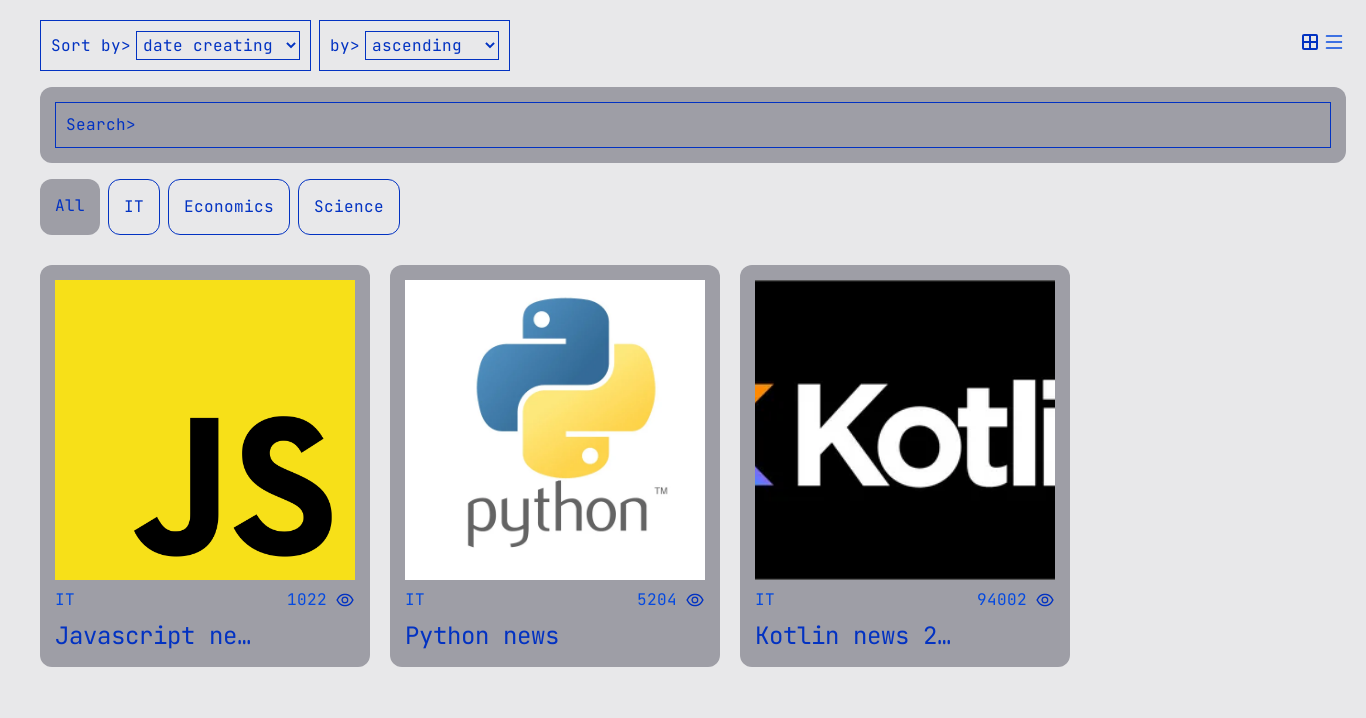 Sort by> date creating by> ascending
Search>
All IT Economics Science
JS
python™
Kotli
IT 1022 IT 5204 IT 94002
Javascript ne… Python news Kotlin news 2…